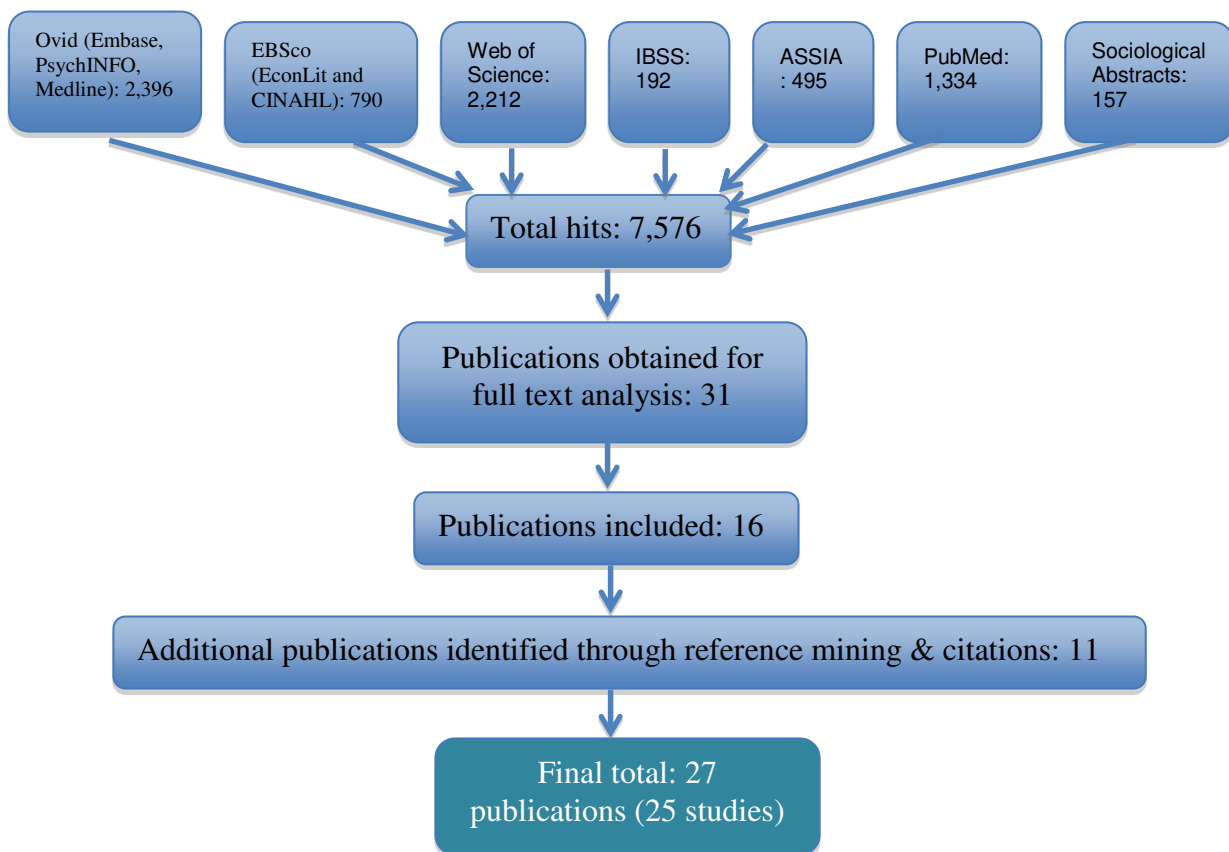 Ovid (Embase,
PsychINFO,
Medline): 2,396
EBSco
(EconLit and
CINAHL): 790
Web of
Science:
2,212
IBSS:
192
ASSIA
: 495
PubMed:
1,334
Sociological
Abstracts:
157
Total hits: 7,576
Publications obtained for
full text analysis: 31
Publications included: 16
Additional publications identified through reference mining & citations: 11
Final total: 27
publications (25 studies)